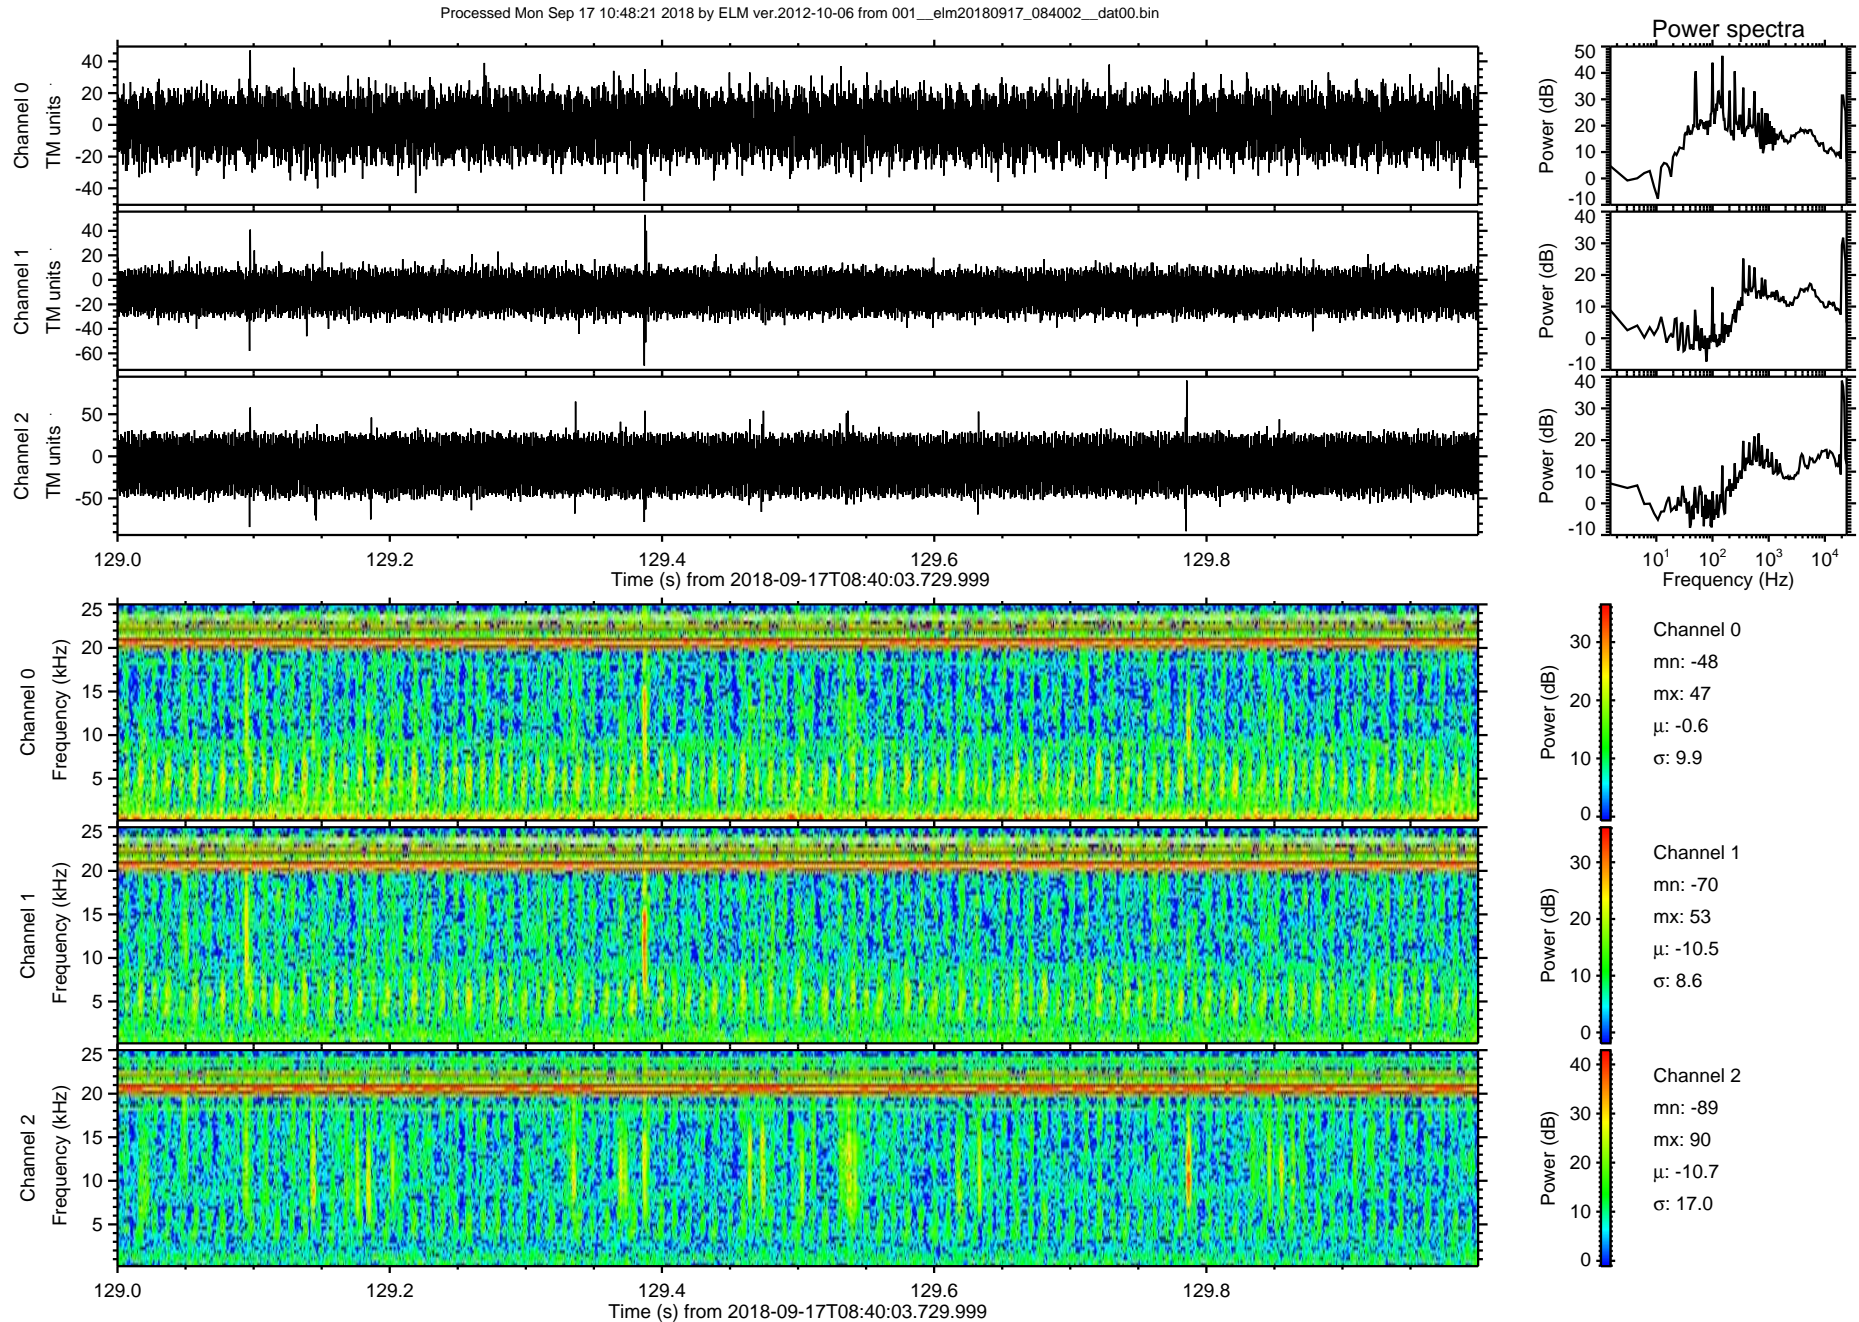 Processed Mon Sep 17 10:48:21 2018 by ELM ver.2012-10-06 from 001__elm20180917_084002__dat00.bin
Power spectra
Channel 0
TM units
40
20
0
-20
-40
Power (dB)
50
40
30
20
10
0
-10
Channel 1
TM units
40
20
0
-20
-40
-60
Power (dB)
40
30
20
10
0
-10
Channel 2
TM units
50
0
-50
Power (dB)
40
30
20
10
0
-10
129.0 129.2 129.4 129.6 129.8
Time (s) from 2018-09-17T08:40:03.729.999
10^1 10^2 10^3 10^4
Frequency (Hz)
Channel 0
Frequency (kHz)
25
20
15
10
5
Power (dB)
30
20
10
0
Channel 0
mn: -48
mx: 47
µ: -0.6
σ: 9.9
Channel 1
Frequency (kHz)
25
20
15
10
5
Power (dB)
30
20
10
0
Channel 1
mn: -70
mx: 53
µ: -10.5
σ: 8.6
Channel 2
Frequency (kHz)
25
20
15
10
5
Power (dB)
40
30
20
10
0
Channel 2
mn: -89
mx: 90
µ: -10.7
σ: 17.0
129.0 129.2 129.4 129.6 129.8
Time (s) from 2018-09-17T08:40:03.729.999